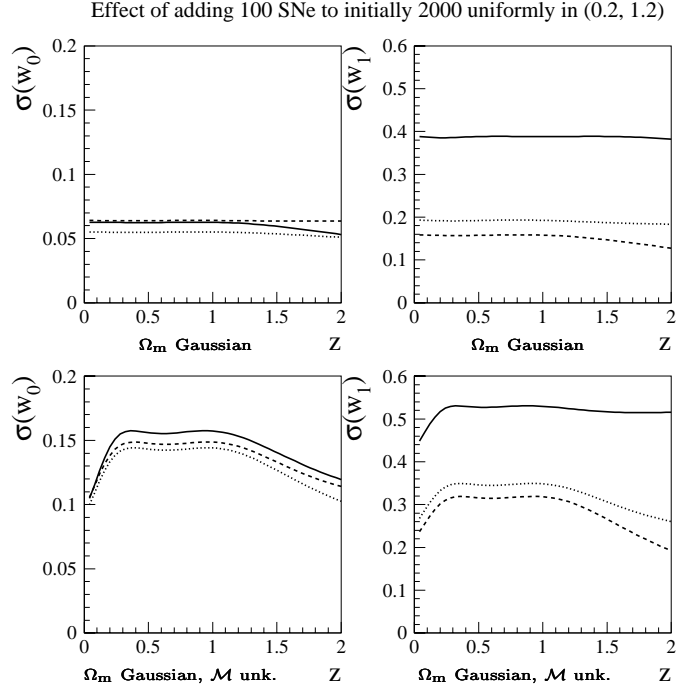 Effect of adding 100 SNe to initially 2000 uniformly in (0.2, 1.2)
σ(w₀)
0.2
0.15
0.1
0.05
0
0 0.5 1 1.5 2
Ωₘ Gaussian z
σ(w₁)
0.6
0.5
0.4
0.3
0.2
0.1
0
0 0.5 1 1.5 2
Ωₘ Gaussian z
σ(w₀)
0.2
0.15
0.1
0.05
0
0 0.5 1 1.5 2
Ωₘ Gaussian, ℳ unk. z
σ(w₁)
0.6
0.5
0.4
0.3
0.2
0.1
0
0 0.5 1 1.5 2
Ωₘ Gaussian, ℳ unk. z